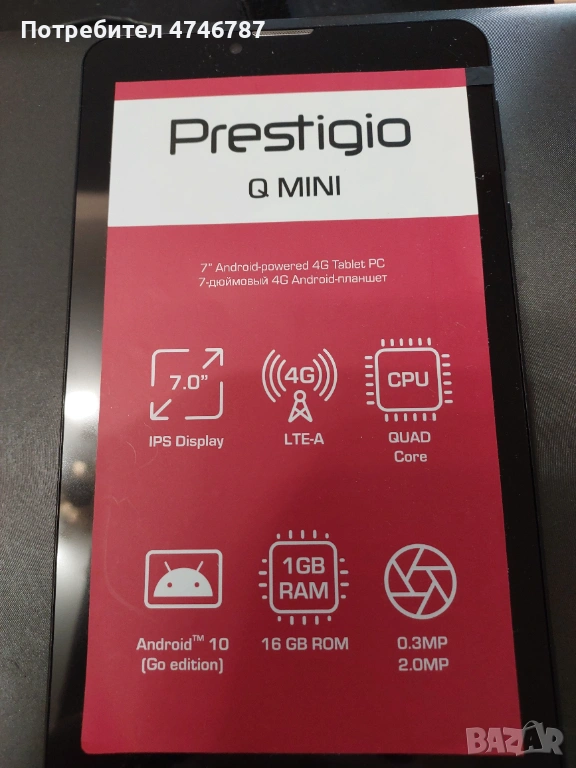 Потребител 4746787
Prestigio
Q MINI
7" Android-powered 4G Tablet PC
7-дюймовый 4G Android-планшет
7.0"
IPS Display
4G
LTE-A
CPU
QUAD
Core
Android™ 10
(Go edition)
1GB
RAM
16 GB ROM
0.3MP
2.0MP
BAZAR